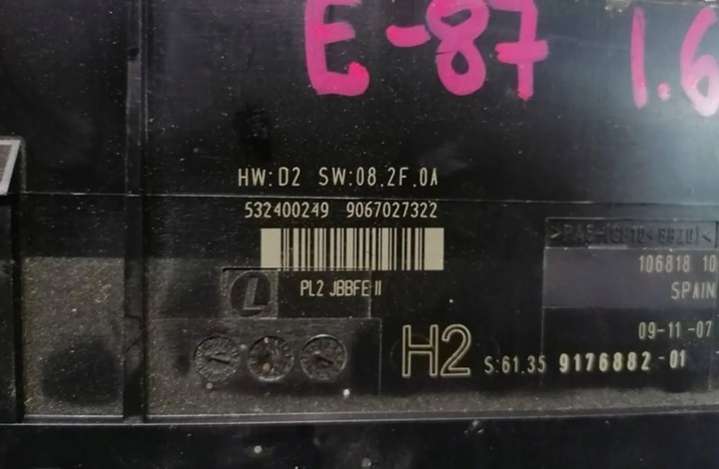 E-87 1.6
HW:D2 SW:08.2F.0A
532400249 9067027322
PL2 JBBFE II
L
106818 10
SPAIN
09-11-07
H2
S:61.35 9176882-01